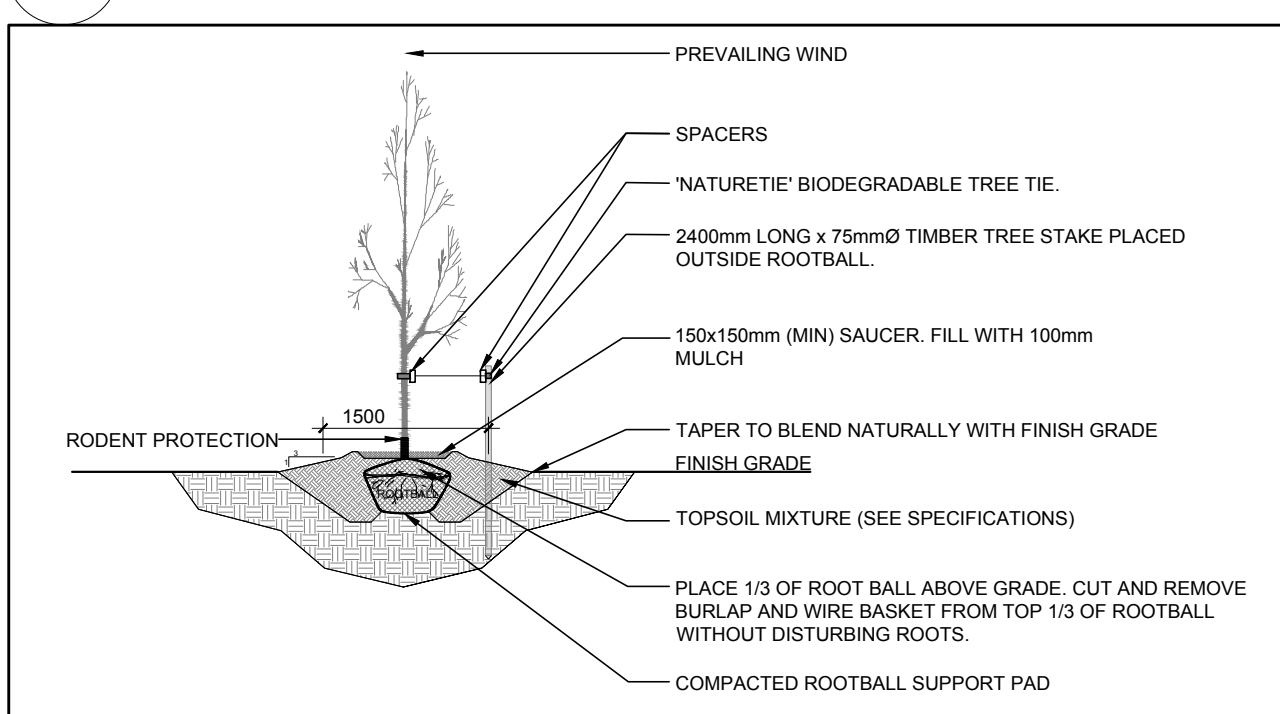 PREVAILING WIND
SPACERS
'NATURETIE' BIODEGRADABLE TREE TIE.
2400mm LONG x 75mmØ TIMBER TREE STAKE PLACED
OUTSIDE ROOTBALL.
150x150mm (MIN) SAUCER. FILL WITH 100mm
MULCH
1500
RODENT PROTECTION
TAPER TO BLEND NATURALLY WITH FINISH GRADE
3
1
FINISH GRADE
ROOTBALL
TOPSOIL MIXTURE (SEE SPECIFICATIONS)
PLACE 1/3 OF ROOT BALL ABOVE GRADE. CUT AND REMOVE
BURLAP AND WIRE BASKET FROM TOP 1/3 OF ROOTBALL
WITHOUT DISTURBING ROOTS.
COMPACTED ROOTBALL SUPPORT PAD